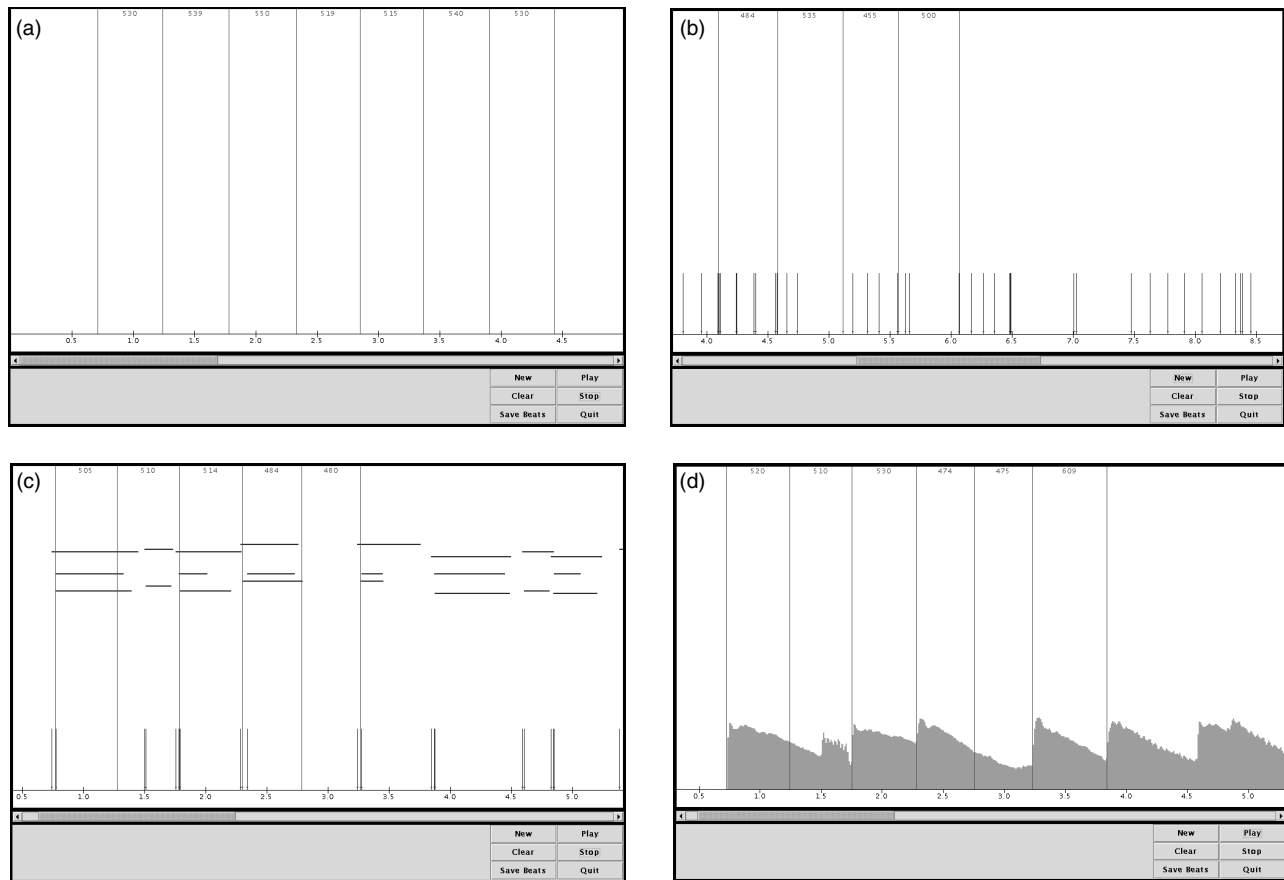 (a)
530 539 550 519 515 540 530
0.5 1.0 1.5 2.0 2.5 3.0 3.5 4.0 4.5
New Play
Clear Stop
Save Beats Quit
(b)
484 535 455 500
4.0 4.5 5.0 5.5 6.0 6.5 7.0 7.5 8.0 8.5
New Play
Clear Stop
Save Beats Quit
(c)
505 510 514 484 480
0.5 1.0 1.5 2.0 2.5 3.0 3.5 4.0 4.5 5.0
New Play
Clear Stop
Save Beats Quit
(d)
520 510 530 474 475 609
0.5 1.0 1.5 2.0 2.5 3.0 3.5 4.0 4.5 5.0
New Play
Clear Stop
Save Beats Quit